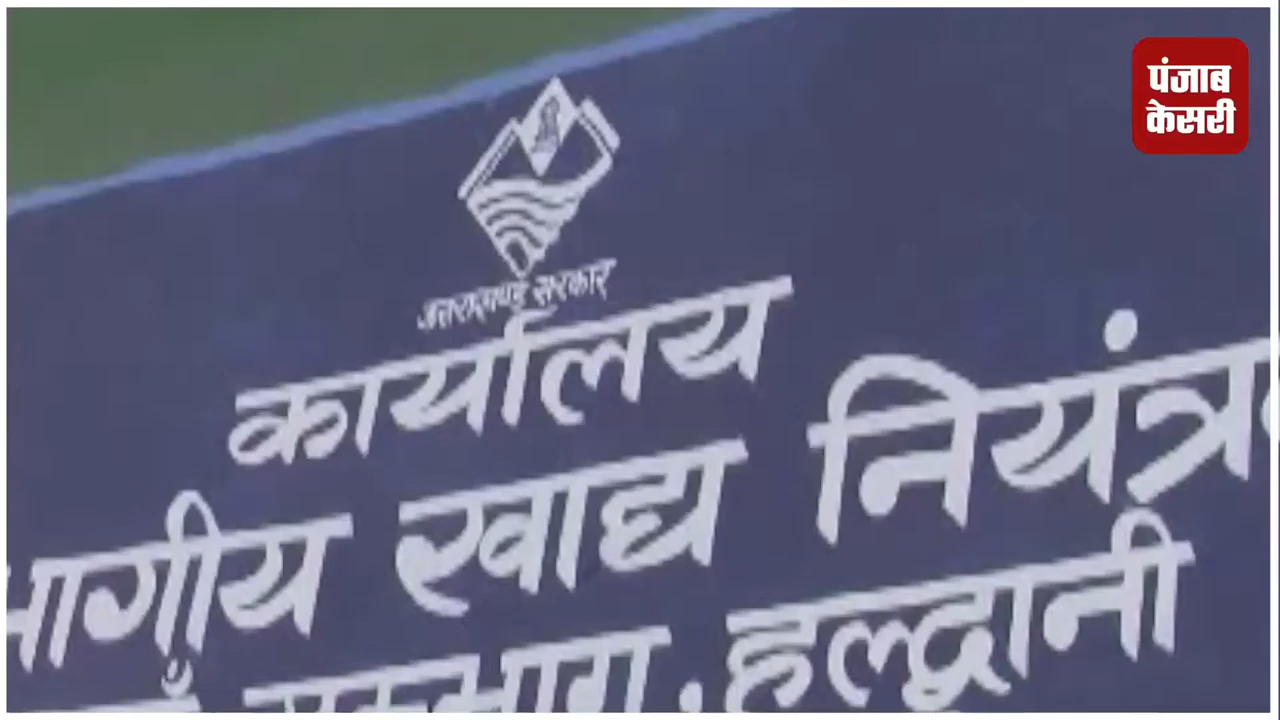 पंजाब
केसरी
उत्तराखण्ड सरकार
कार्यालय
भागीय खाद्य नियंत्र
हल्द्वानी